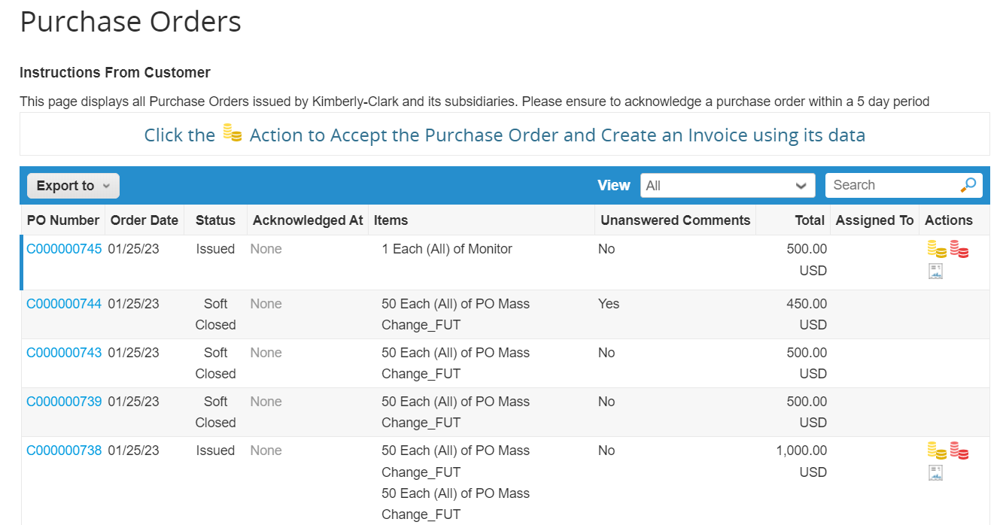 Purchase Orders
Instructions From Customer
This page displays all Purchase Orders issued by Kimberly-Clark and its subsidiaries. Please ensure to acknowledge a purchase order within a 5 day period
Click the Action to Accept the Purchase Order and Create an Invoice using its data
Export to View All Search
PO Number Order Date Status Acknowledged At Items Unanswered Comments Total Assigned To Actions
C000000745 01/25/23 Issued None 1 Each (All) of Monitor No 500.00
USD
C000000744 01/25/23 Soft None 50 Each (All) of PO Mass Yes 450.00
Closed Change_FUT USD
C000000743 01/25/23 Soft None 50 Each (All) of PO Mass No 500.00
Closed Change_FUT USD
C000000739 01/25/23 Soft None 50 Each (All) of PO Mass No 500.00
Closed Change_FUT USD
C000000738 01/25/23 Issued None 50 Each (All) of PO Mass No 1,000.00
Change_FUT USD
50 Each (All) of PO Mass
Change_FUT